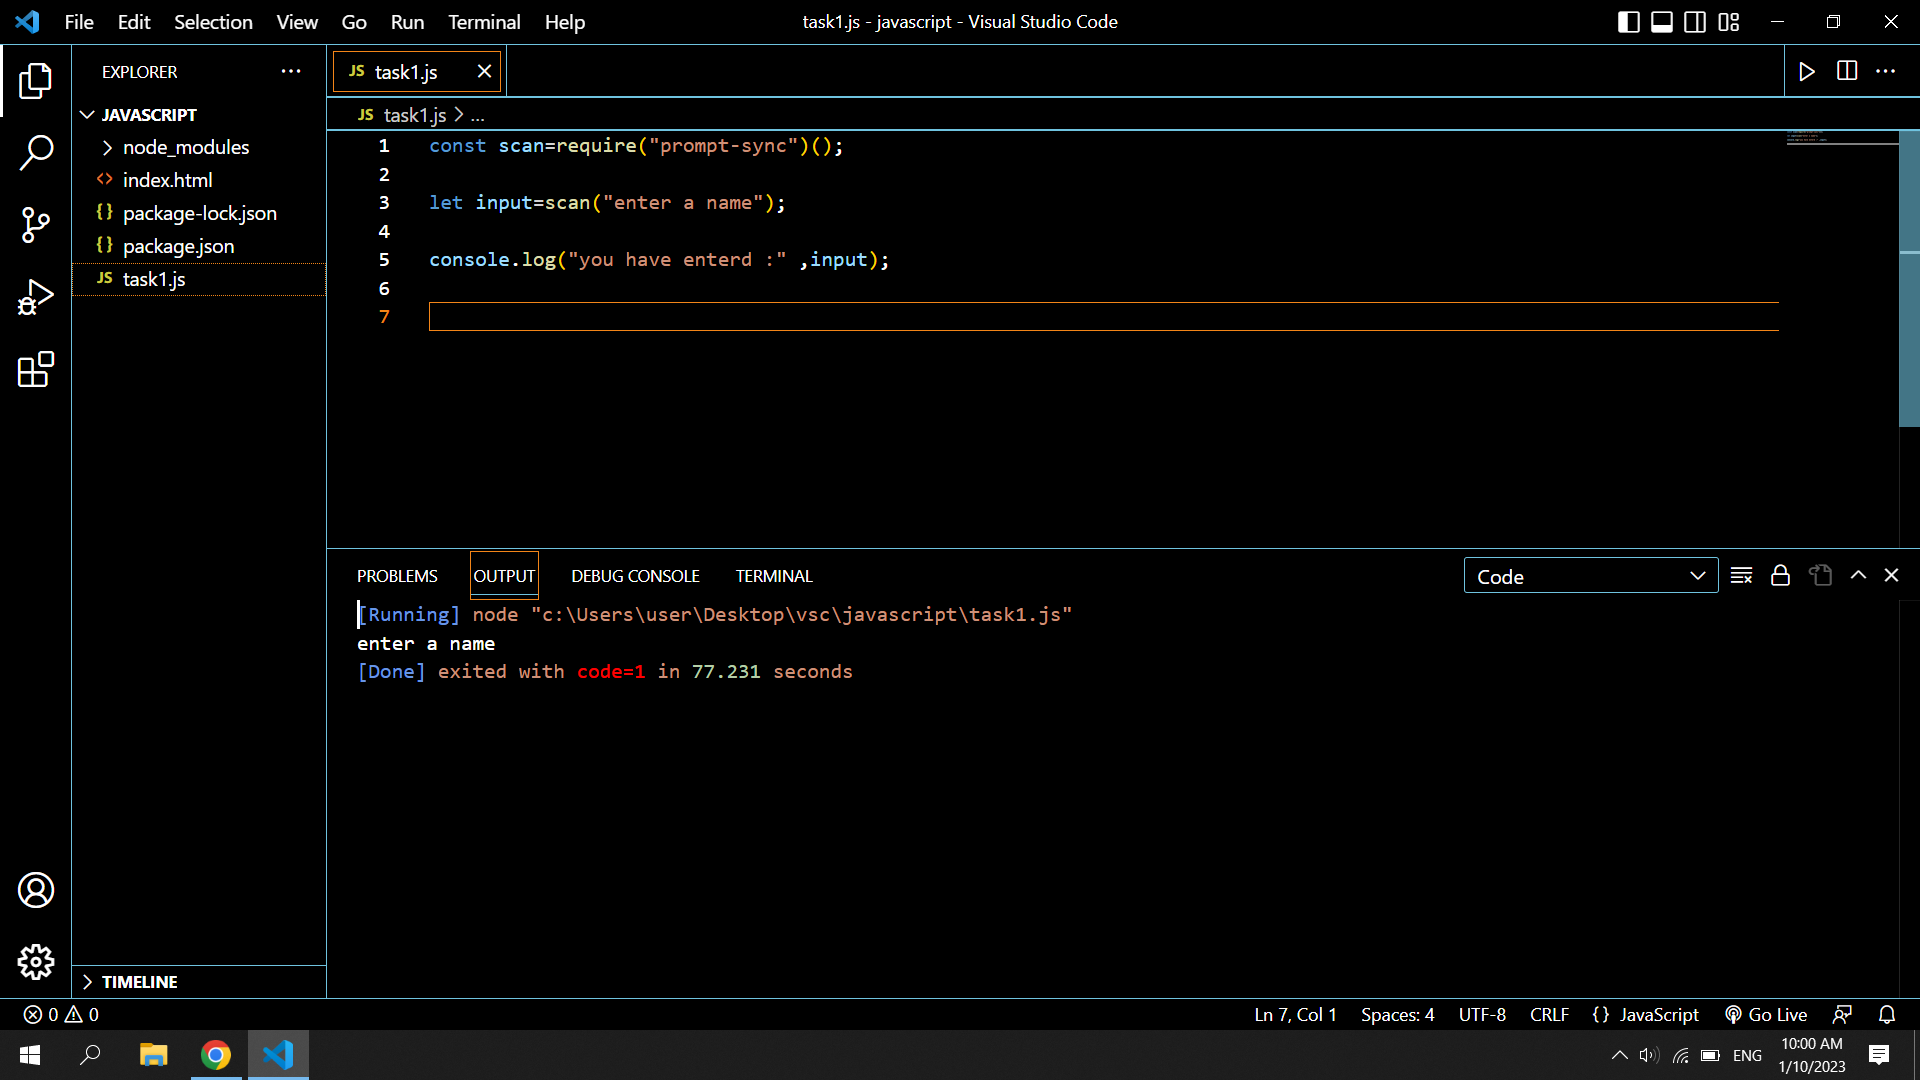 File Edit Selection View Go Run Terminal Help
task1.js - javascript - Visual Studio Code
EXPLORER
JAVASCRIPT
node_modules
<> index.html
{} package-lock.json
{} package.json
JS task1.js
TIMELINE
JS task1.js
JS task1.js > ...
1 const scan=require("prompt-sync")();
2
3 let input=scan("enter a name");
4
5 console.log("you have enterd :" ,input);
6
7
PROBLEMS OUTPUT DEBUG CONSOLE TERMINAL
Code
[Running] node "c:\Users\user\Desktop\vsc\javascript\task1.js"
enter a name
[Done] exited with code=1 in 77.231 seconds
0 0
Ln 7, Col 1 Spaces: 4 UTF-8 CRLF {} JavaScript Go Live
ENG
10:00 AM
1/10/2023